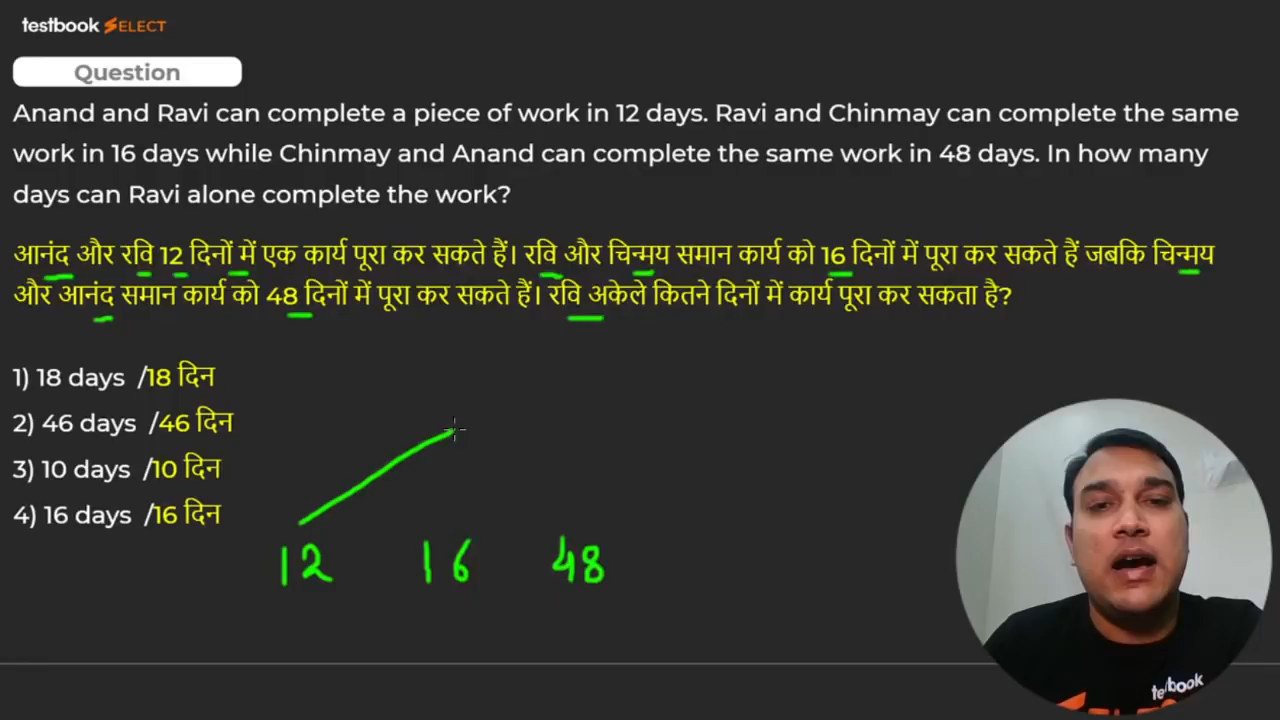 testbook SELECT
Question
Anand and Ravi can complete a piece of work in 12 days. Ravi and Chinmay can complete the same
work in 16 days while Chinmay and Anand can complete the same work in 48 days. In how many
days can Ravi alone complete the work?
आनंद और रवि 12 दिनों में एक कार्य पूरा कर सकते हैं। रवि और चिन्मय समान कार्य को 16 दिनों में पूरा कर सकते हैं जबकि चिन्मय
और आनंद समान कार्य को 48 दिनों में पूरा कर सकते हैं। रवि अकेले कितने दिनों में कार्य पूरा कर सकता है?
1) 18 days /18 दिन
2) 46 days /46 दिन
3) 10 days /10 दिन
4) 16 days /16 दिन
12 16 48